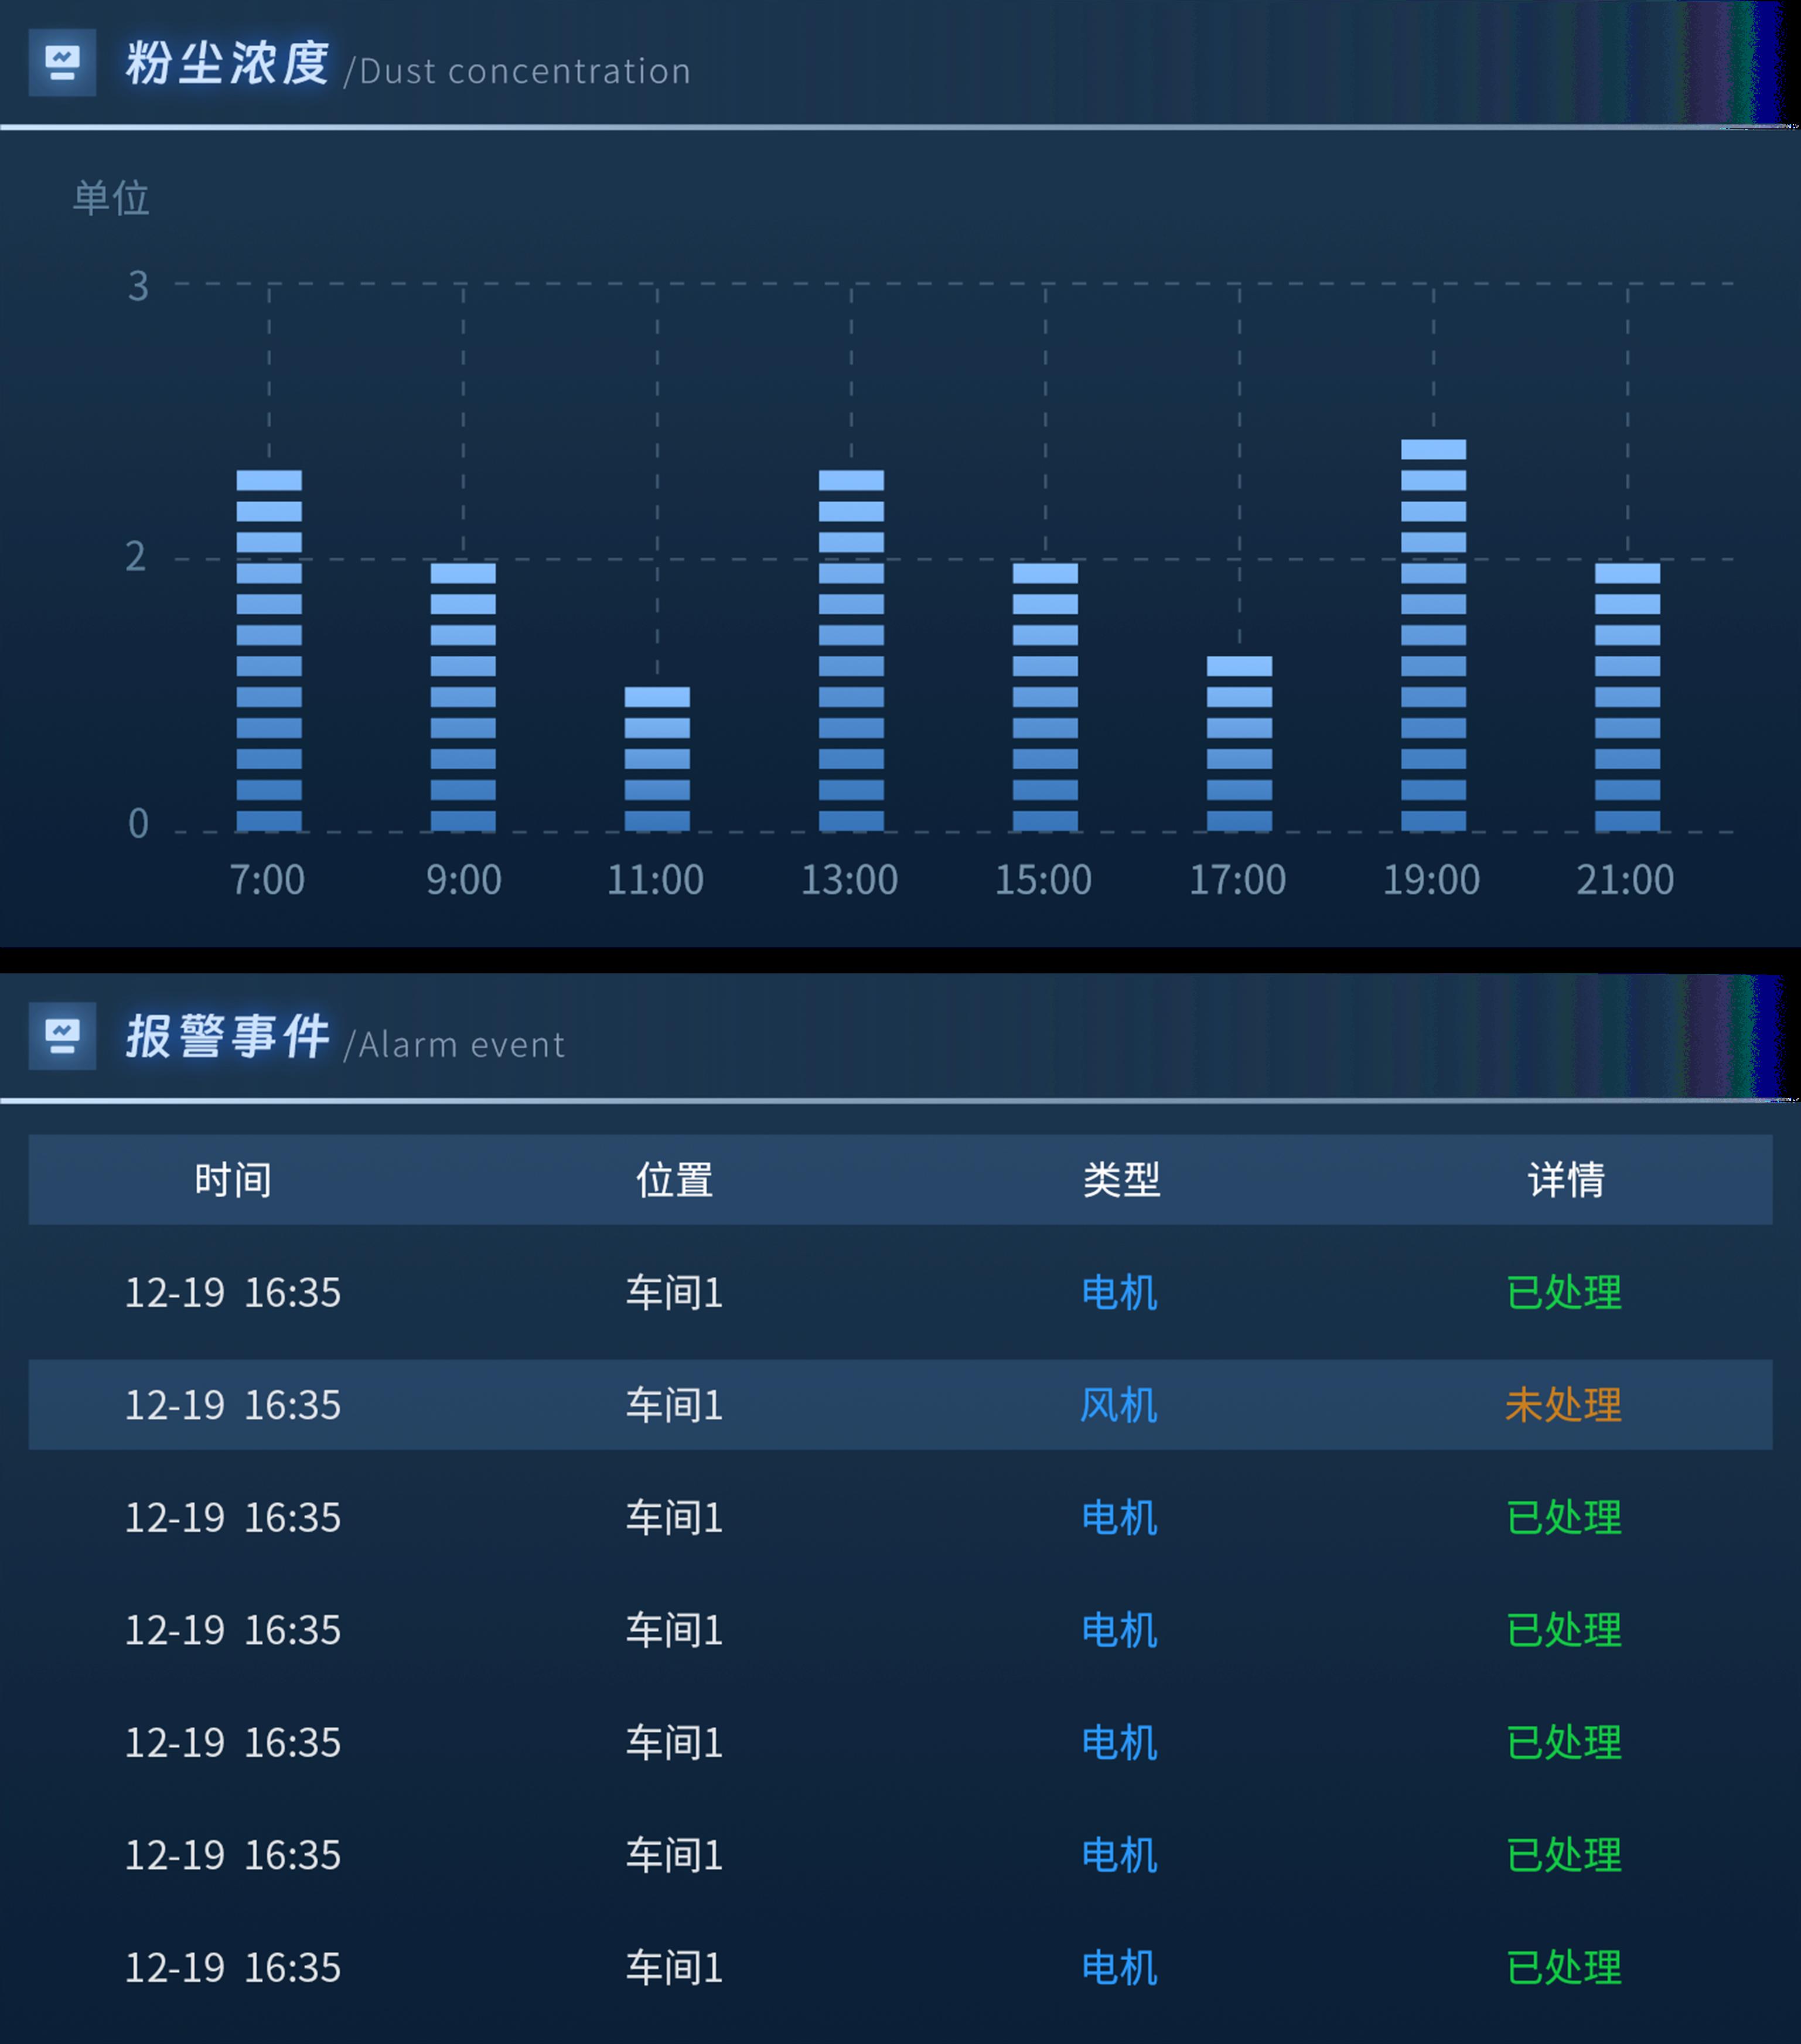 粉尘浓度 /Dust concentration
单位
3
2
0
7:00 9:00 11:00 13:00 15:00 17:00 19:00 21:00
报警事件 /Alarm event
时间 位置 类型 详情
12-19 16:35 车间1 电机 已处理
12-19 16:35 车间1 风机 未处理
12-19 16:35 车间1 电机 已处理
12-19 16:35 车间1 电机 已处理
12-19 16:35 车间1 电机 已处理
12-19 16:35 车间1 电机 已处理
12-19 16:35 车间1 电机 已处理